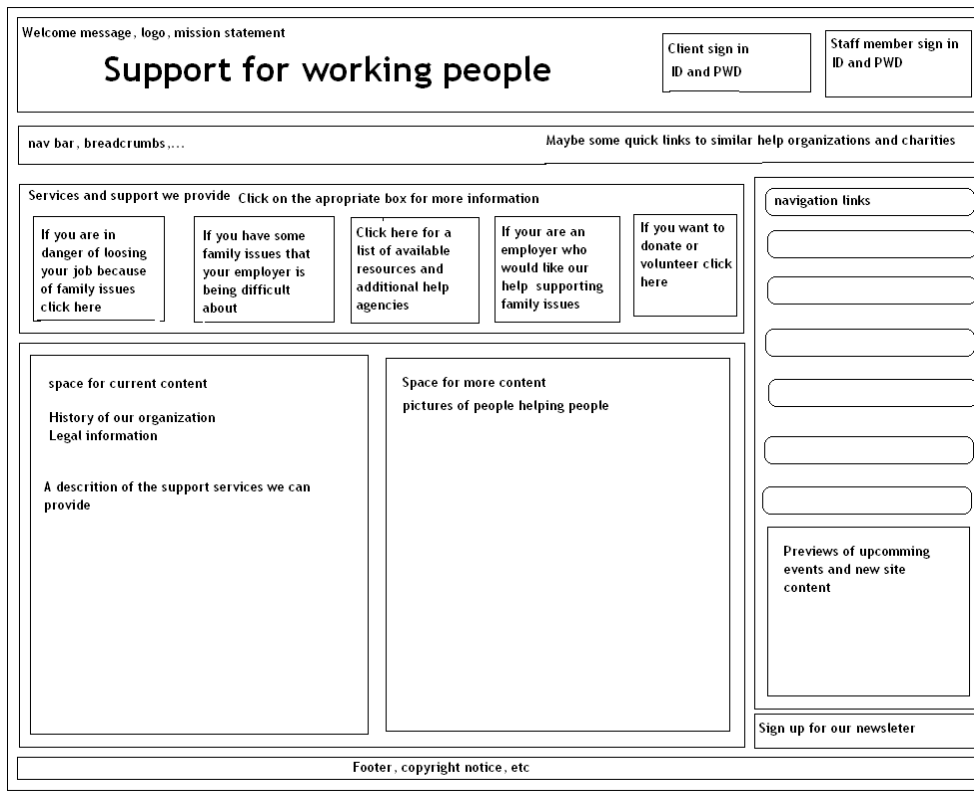 Welcome message, logo, mission statement
Support for working people
Client sign in
ID and PWD
Staff member sign in
ID and PWD
nav bar, breadcrumbs,...
Maybe some quick links to similar help organizations and charities
Services and support we provide Click on the apropriate box for more information
If you are in
danger of loosing
your job because
of family issues
click here
If you have some
family issues that
your employer is
being difficult
about
Click here for a
list of available
resources and
additional help
agencies
If your are an
employer who
would like our
help supporting
family issues
If you want to
donate or
volunteer click
here
navigation links
space for current content
History of our organization
Legal information
A descrition of the support services we can
provide
Space for more content
pictures of people helping people
Previews of upcomming
events and new site
content
Sign up for our newsleter
Footer, copyright notice, etc